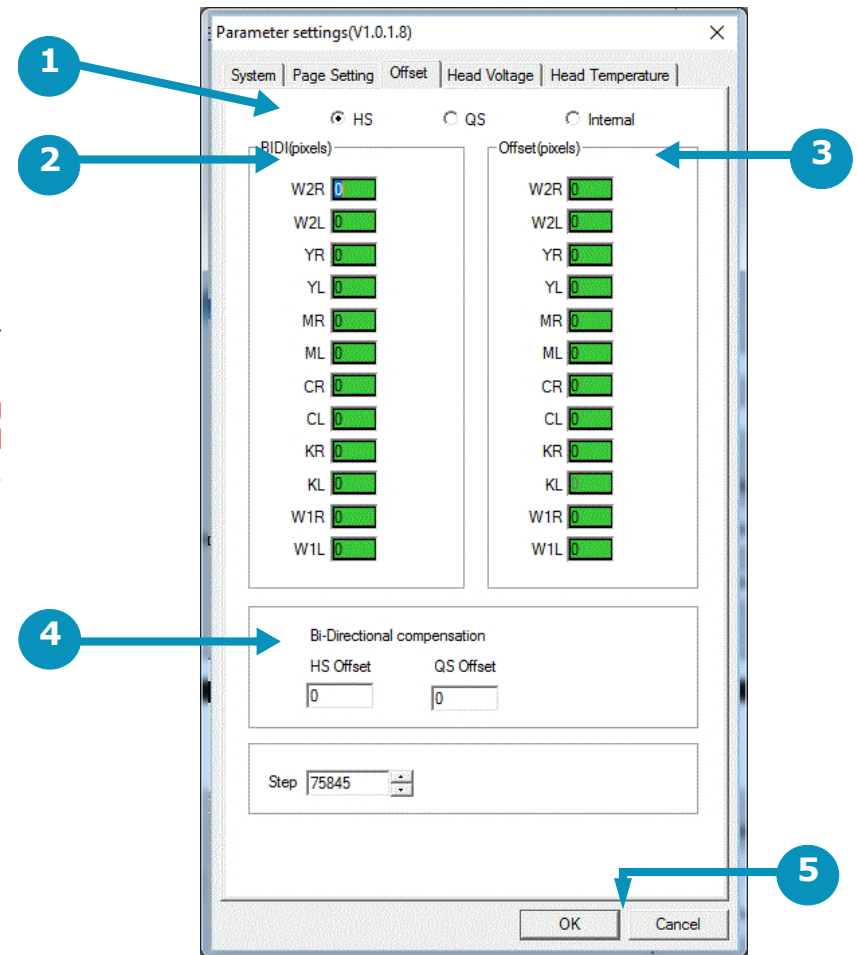 Parameter settings(V1.0.1.8)
System Page Setting Offset Head Voltage Head Temperature
1
HS QS Internal
2
BIDI(pixels) Offset(pixels)
3
W2R 0 W2R 0
W2L 0 W2L 0
YR 0 YR 0
YL 0 YL 0
MR 0 MR 0
ML 0 ML 0
CR 0 CR 0
CL 0 CL 0
KR 0 KR 0
KL 0 KL 0
W1R 0 W1R 0
W1L 0 W1L 0
4
Bi-Directional compensation
HS Offset QS Offset
0 0
Step 75845
5
OK Cancel